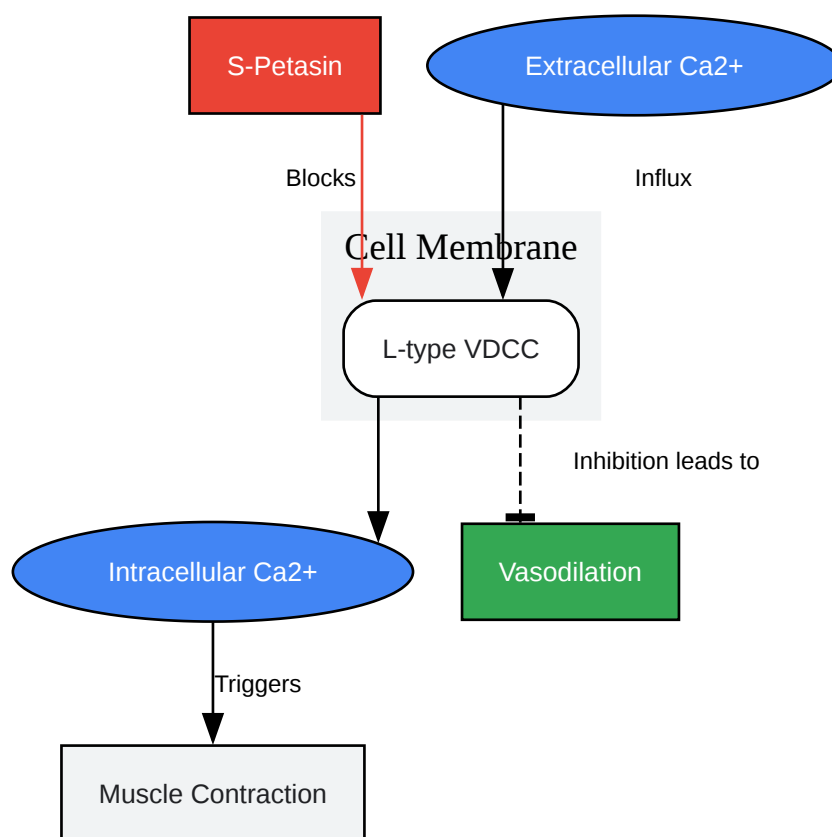 S-Petasin
Extracellular Ca2+
Blocks
Influx
Cell Membrane
L-type VDCC
Inhibition leads to
Intracellular Ca2+
Vasodilation
Triggers
Muscle Contraction